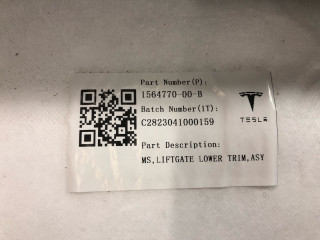 Part Number(P):
1564770-00-B
Batch Number(1T):
C2823041000159
TESLA
Part Description:
MS,LIFTGATE LOWER TRIM,ASY